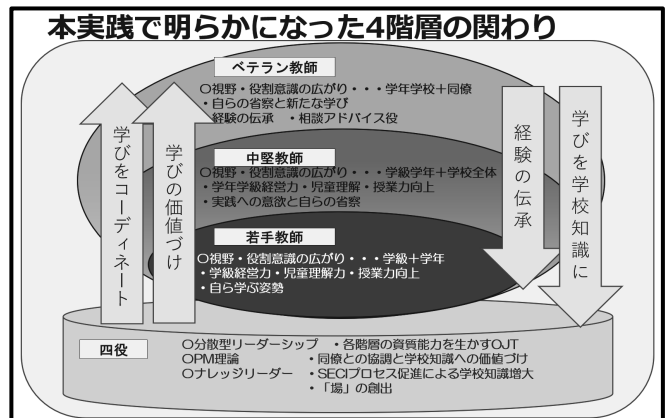 本実践で明らかになった4階層の関わり
ベテラン教師
〇視野・役割意識の広がり・・・学年学校＋同僚
・自らの省察と新たな学び
経験の伝承　・相談アドバイス役
中堅教師
〇視野・役割意識の広がり・・・学級学年＋学校全体
・学年学級経営力・児童理解・授業力向上
・実践への意欲と自らの省察
若手教師
〇視野・役割意識の広がり・・・学級＋学年
・学級経営力・児童理解力・授業力向上
・自ら学ぶ姿勢
学びをコーディネート
学びの価値づけ
経験の伝承
学びを学校知識に
四役
〇分散型リーダーシップ　・各階層の資質能力を生かすOJT
〇PM理論　・同僚との協調と学校知識への価値づけ
〇ナレッジリーダー　・SECIプロセス促進による学校知識増大
・「場」の創出